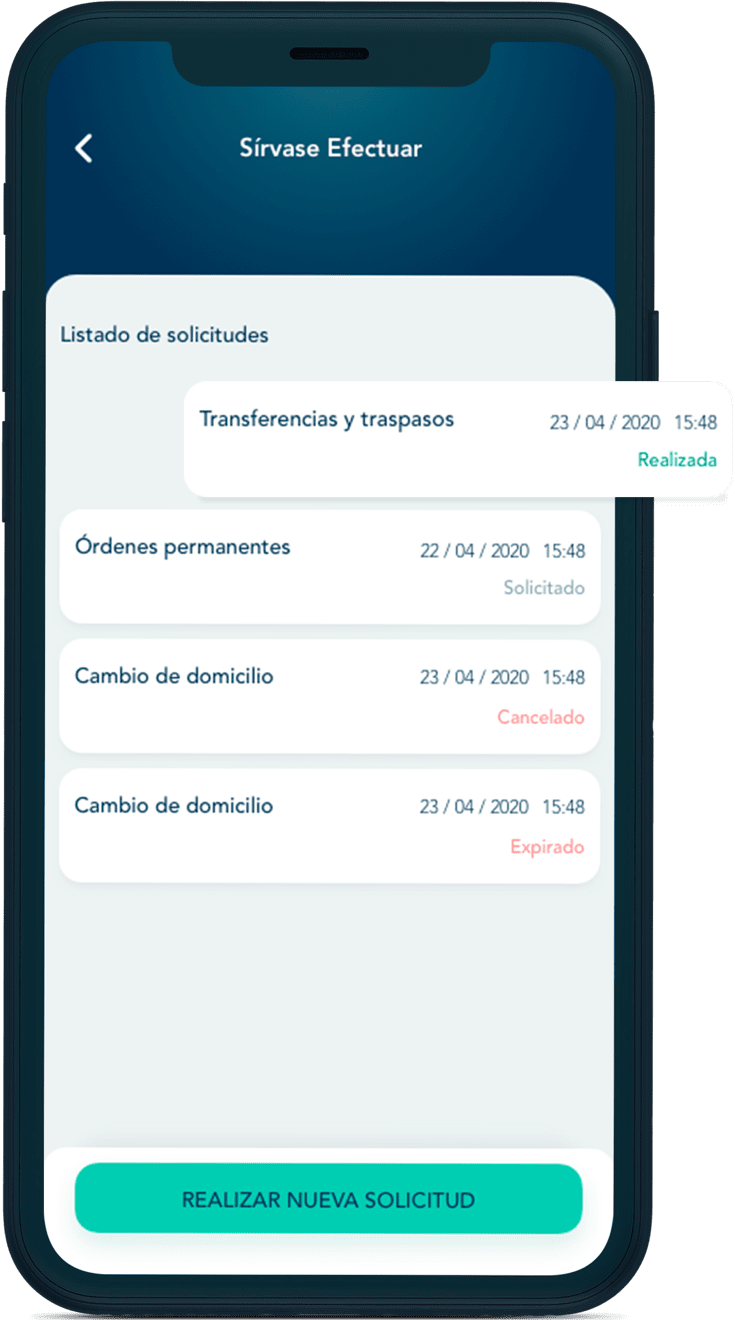 Sírvase Efectuar
Listado de solicitudes
Transferencias y traspasos 23 / 04 / 2020 15:48
Realizada
Órdenes permanentes 22 / 04 / 2020 15:48
Solicitado
Cambio de domicilio 23 / 04 / 2020 15:48
Cancelado
Cambio de domicilio 23 / 04 / 2020 15:48
Expirado
REALIZAR NUEVA SOLICITUD